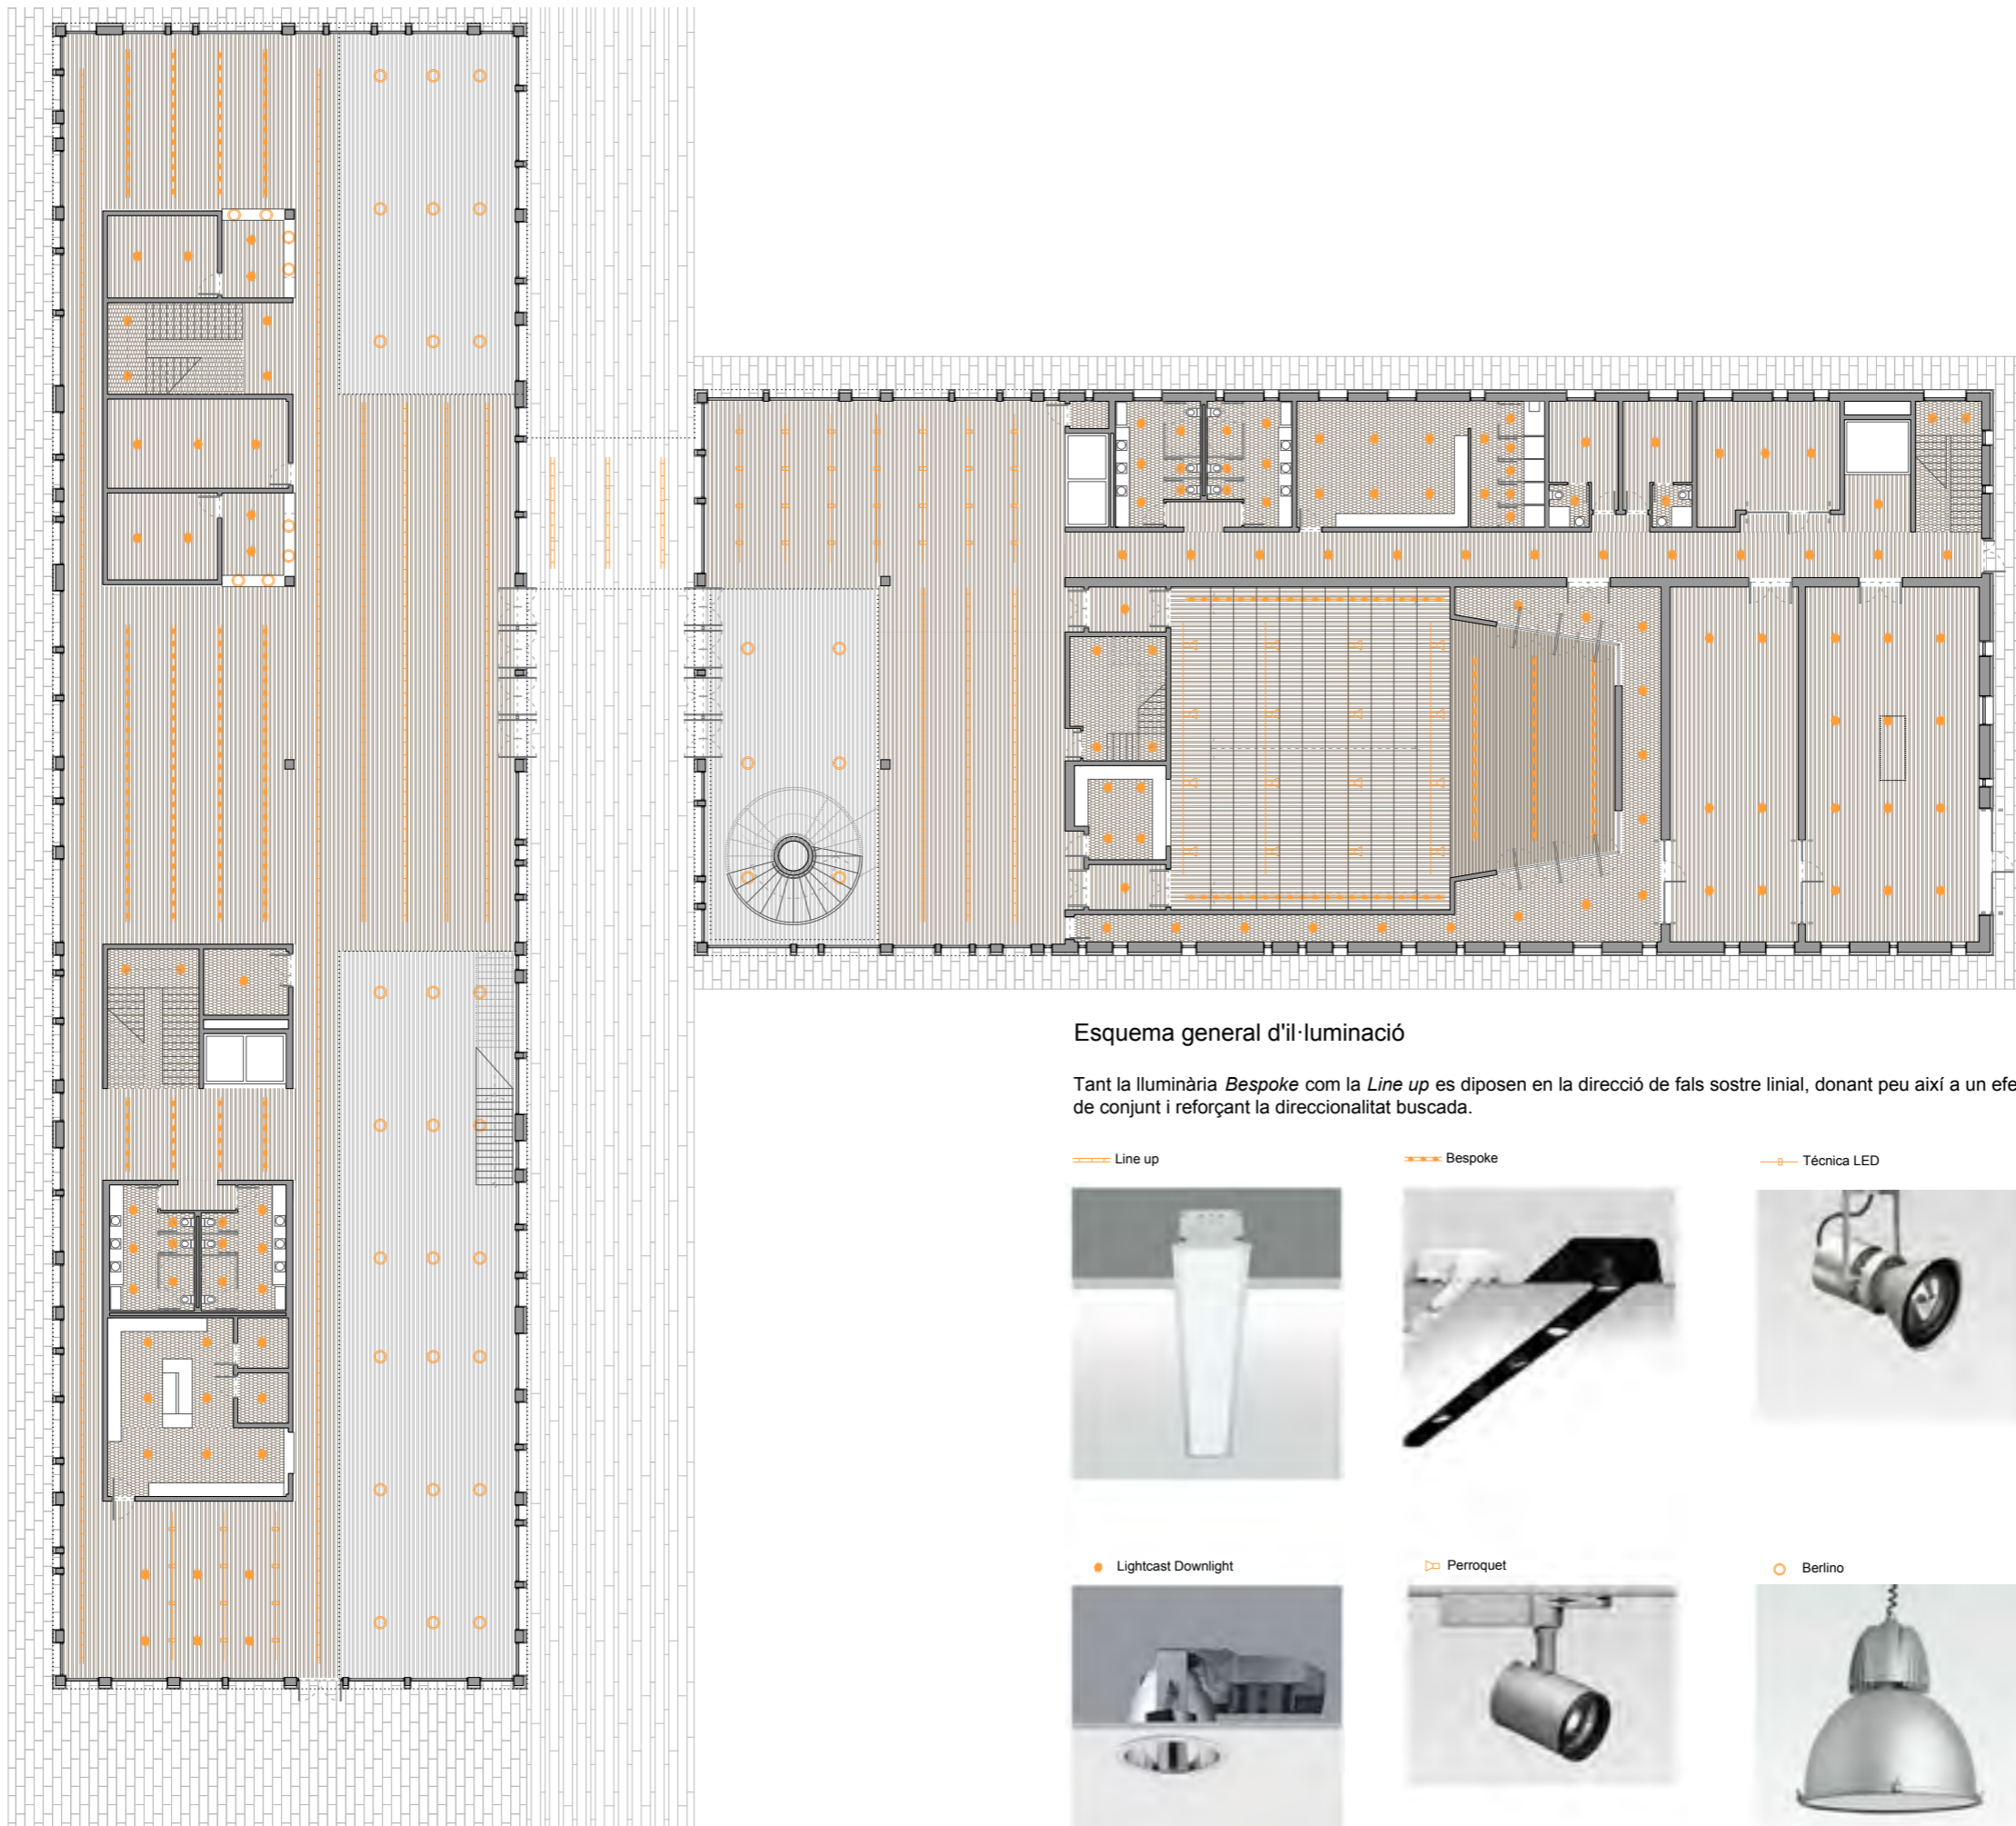 Esquema general d'il·luminació
Tant la lluminària Bespoke com la Line up es diposen en la direcció de fals sostre linial, donant peu així a un efe
de conjunt i reforçant la direccionalitat buscada.
Line up
Bespoke
Técnica LED
Lightcast Downlight
Perroquet
Berlino